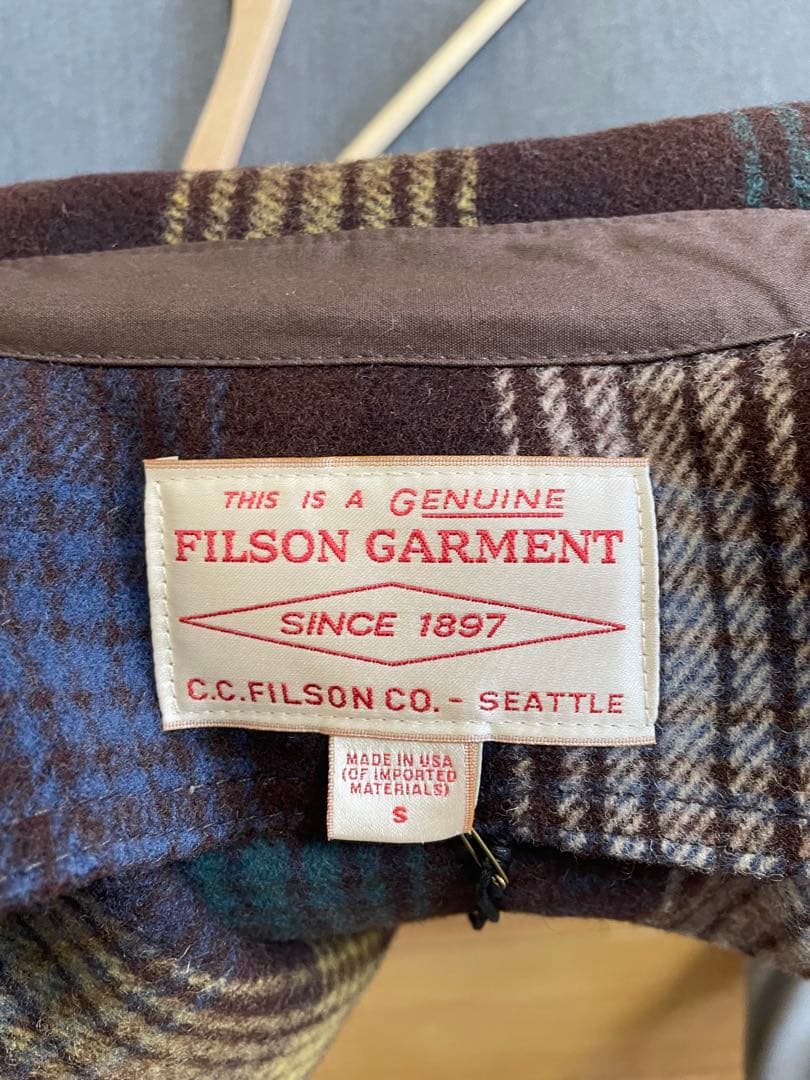 THIS IS A GENUINE
FILSON GARMENT
SINCE 1897
C.C.FILSON CO. - SEATTLE
MADE IN USA
(OF IMPORTED
MATERIALS)
S